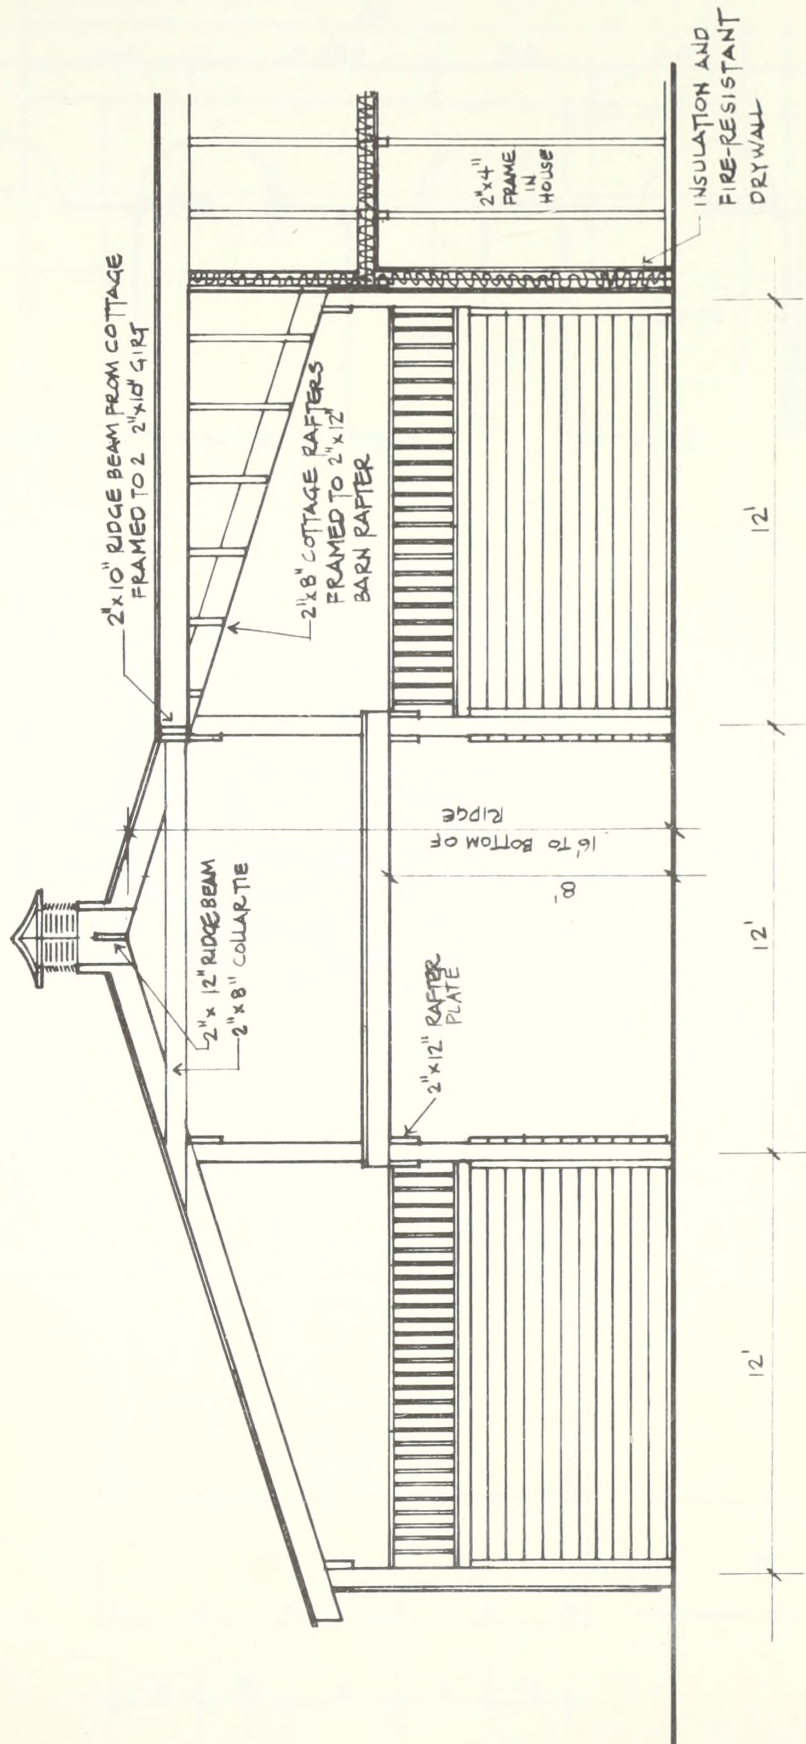 2"x10" RIDGE BEAM FROM COTTAGE
FRAMED TO 2 2"x10" GIRT
2"x8" COTTAGE RAFTERS
FRAMED TO 2"x12"
BARN RAFTER
2"x4"
FRAME
IN
HOUSE
INSULATION AND
FIRE-RESISTANT
DRYWALL
2"x12" RIDGE BEAM
2"x8" COLLAR TIE
2"x12" RAFTER
PLATE
16' TO BOTTOM OF
RIDGE
8'
12'
12'
12'